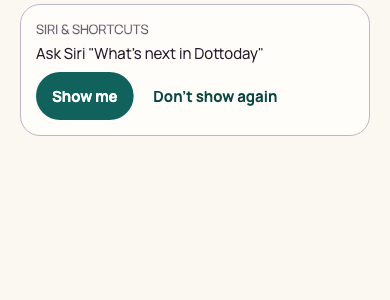 SIRI & SHORTCUTS
Ask Siri "What's next in Dottoday"
Show me
Don't show again